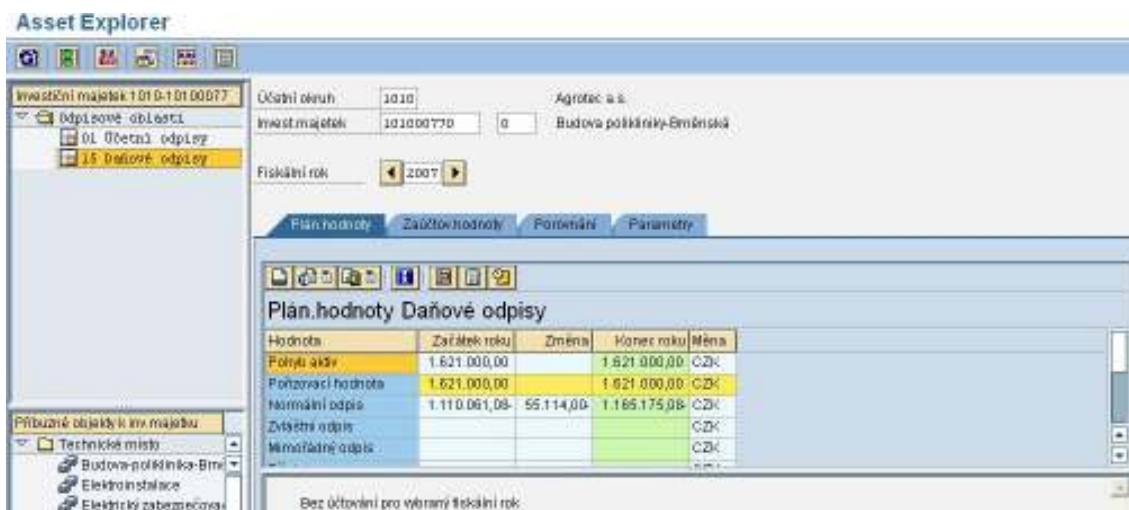 Asset Explorer
Investiční majetek 1010-10100077
Odpisové oblasti
01 Účetní odpisy
15 Daňové odpisy
Účetní okruh 1010 Agrotec a.s.
Invest.majetek 101000770 0 Budova polikliniky-Brněnská
Fiskální rok 2007
Plán.hodnoty Zaúčtov.hodnoty Porovnání Parametry
Plán.hodnoty Daňové odpisy
Hodnota Začátek roku Změna Konec roku Měna
Pohyb aktiv 1.621.000,00 1.621.000,00 CZK
Pořizovací hodnota 1.621.000,00 1.621.000,00 CZK
Normální odpis 1.110.061,08- 55.114,00- 1.165.175,08- CZK
Zvláštní odpis CZK
Mimořádný odpis CZK
Příbuzné objekty k inv.majetku
Technické místo
Budova-poliklinika-Brně
Elektroinstalace
Elektrický zabezpečova
Bez účtování pro vybraný fiskální rok